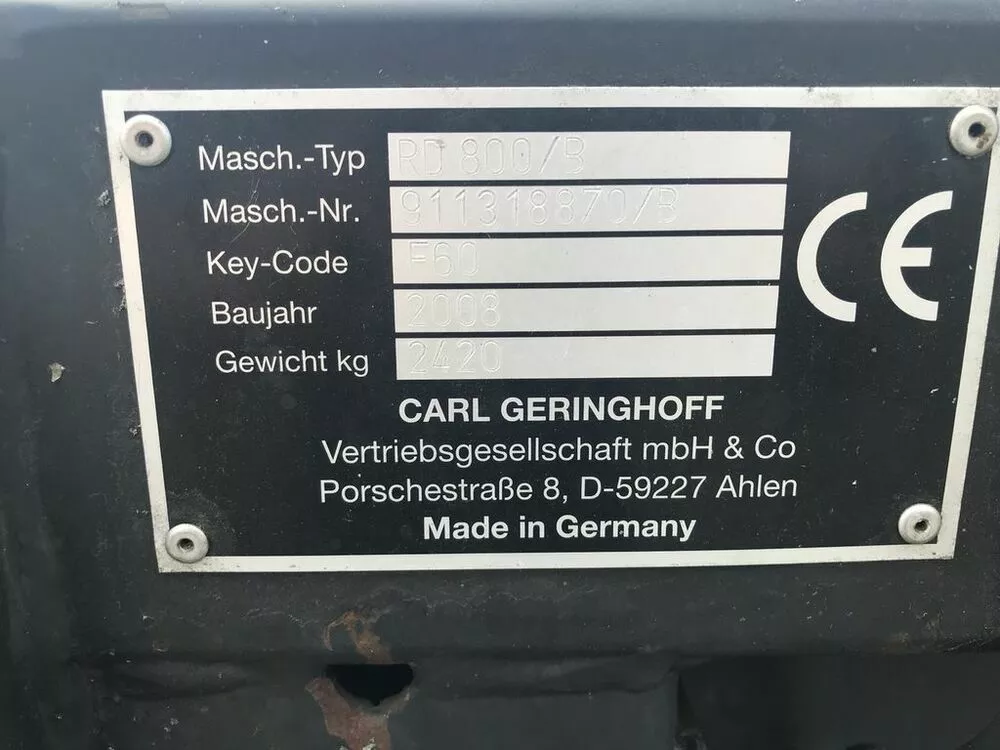 Masch.-Typ RD 800/B
Masch.-Nr. 911318870/B
Key-Code F60
Baujahr 2008
Gewicht kg 2420
CE
CARL GERINGHOFF
Vertriebsgesellschaft mbH & Co
Porschestraße 8, D-59227 Ahlen
Made in Germany